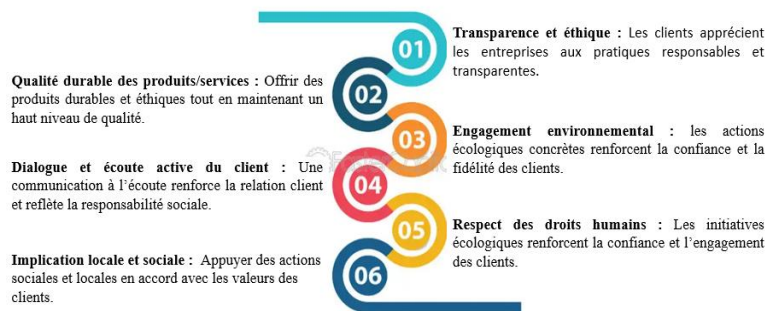 01
Transparence et éthique : Les clients apprécient
les entreprises aux pratiques responsables et
transparentes.
Qualité durable des produits/services : Offrir des
produits durables et éthiques tout en maintenant un
haut niveau de qualité.
02
03
Engagement environnemental : les actions
écologiques concrètes renforcent la confiance et la
fidélité des clients.
Dialogue et écoute active du client : Une
communication à l’écoute renforce la relation client
et reflète la responsabilité sociale.
04
05
Respect des droits humains : Les initiatives
écologiques renforcent la confiance et l’engagement
des clients.
Implication locale et sociale : Appuyer des actions
sociales et locales en accord avec les valeurs des
clients.
06